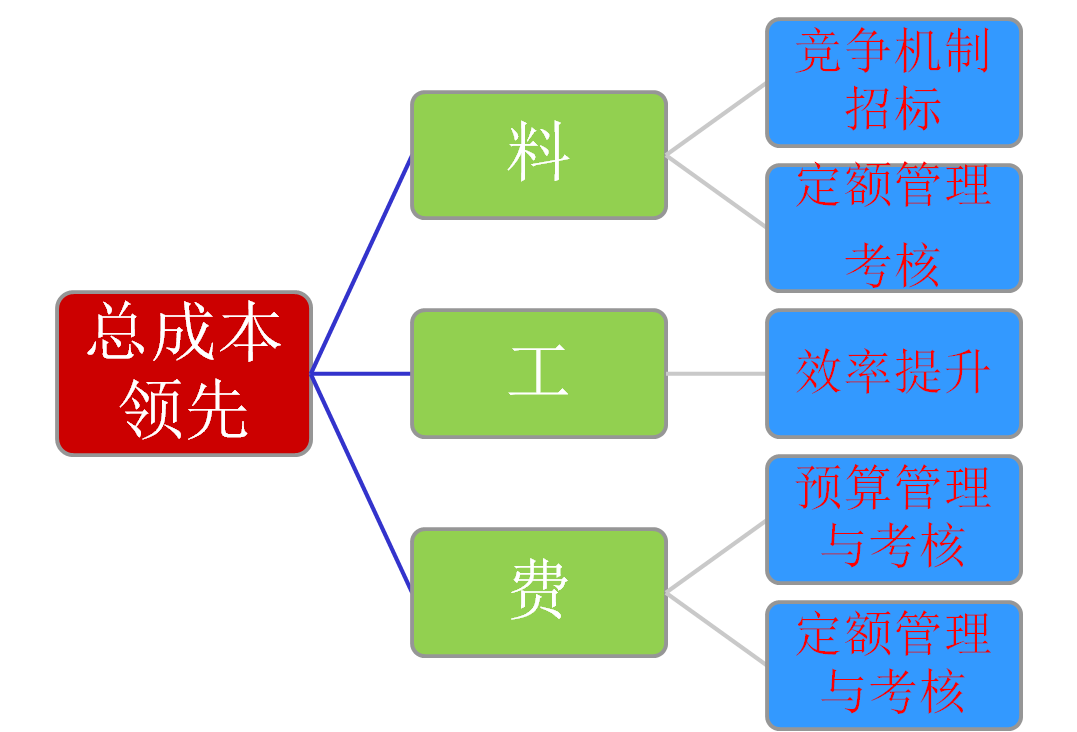 总成本
领先
料
竞争机制
招标
定额管理
考核
工
效率提升
费
预算管理
与考核
定额管理
与考核